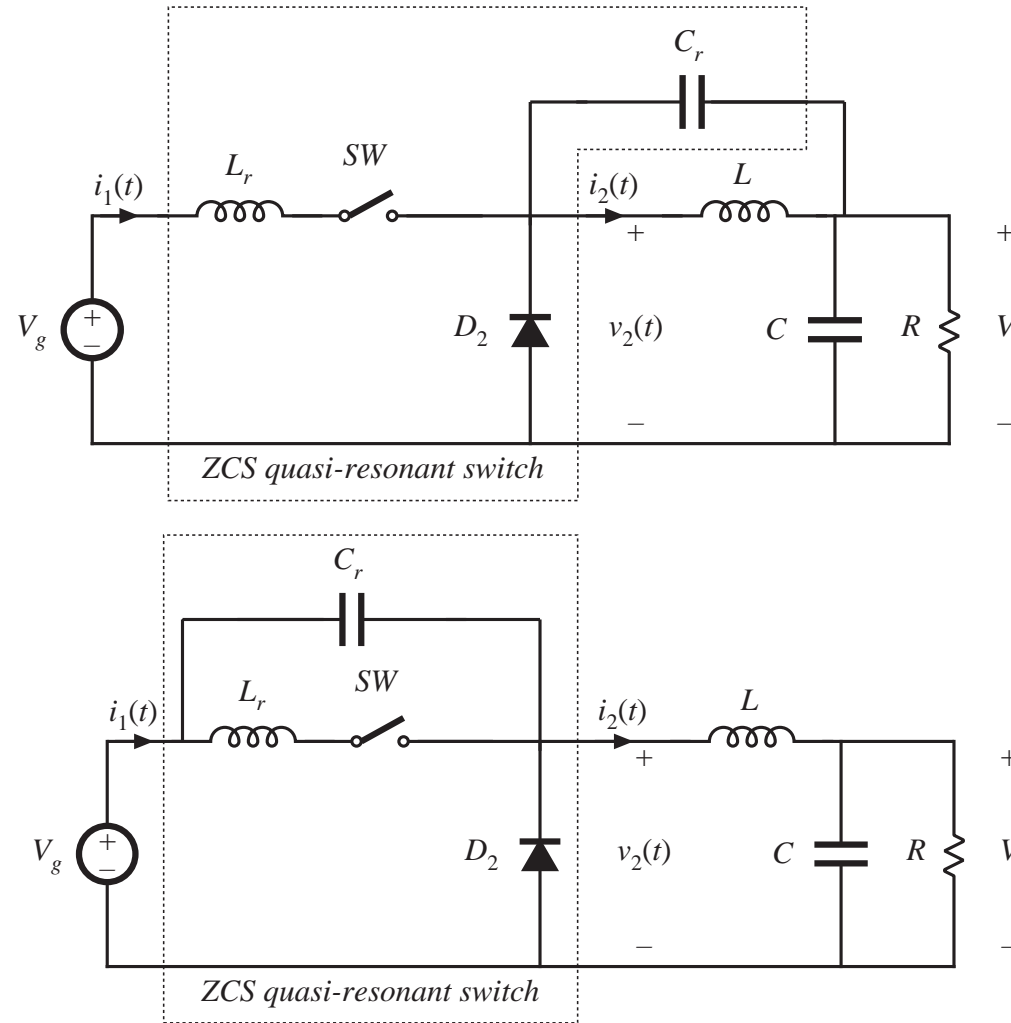 C_r
L_r
SW
i_1(t)
i_2(t)
L
+
+
V_g
+
–
D_2
v_2(t)
C
R
V
–
–
ZCS quasi-resonant switch
C_r
L_r
SW
i_1(t)
i_2(t)
L
+
+
V_g
+
–
D_2
v_2(t)
C
R
V
–
–
ZCS quasi-resonant switch